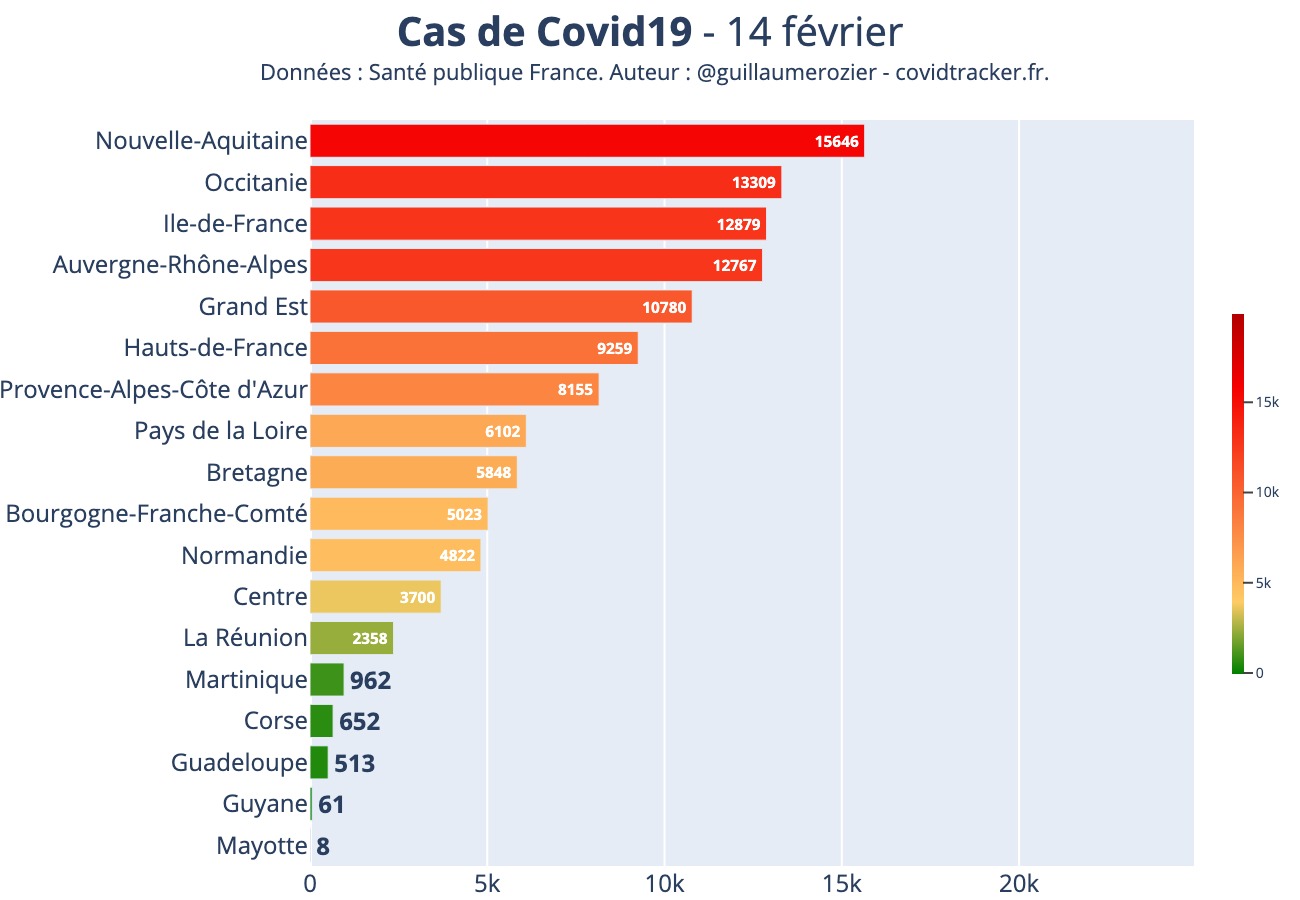 Cas de Covid19 - 14 février
Données : Santé publique France. Auteur : @guillaumerozier - covidtracker.fr.
Nouvelle-Aquitaine 15646
Occitanie 13309
Ile-de-France 12879
Auvergne-Rhône-Alpes 12767
Grand Est 10780
Hauts-de-France 9259
Provence-Alpes-Côte d'Azur 8155
Pays de la Loire 6102
Bretagne 5848
Bourgogne-Franche-Comté 5023
Normandie 4822
Centre 3700
La Réunion 2358
Martinique 962
Corse 652
Guadeloupe 513
Guyane 61
Mayotte 8
0 5k 10k 15k 20k
15k
10k
5k
0